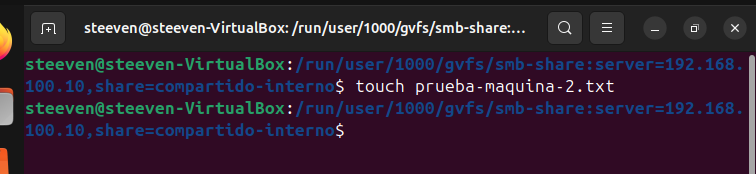 steeven@steeven-VirtualBox: /run/user/1000/gvfs/smb-share:...
steeven@steeven-VirtualBox:/run/user/1000/gvfs/smb-share:server=192.168.
100.10,share=compartido-interno$ touch prueba-maquina-2.txt
steeven@steeven-VirtualBox:/run/user/1000/gvfs/smb-share:server=192.168.
100.10,share=compartido-interno$